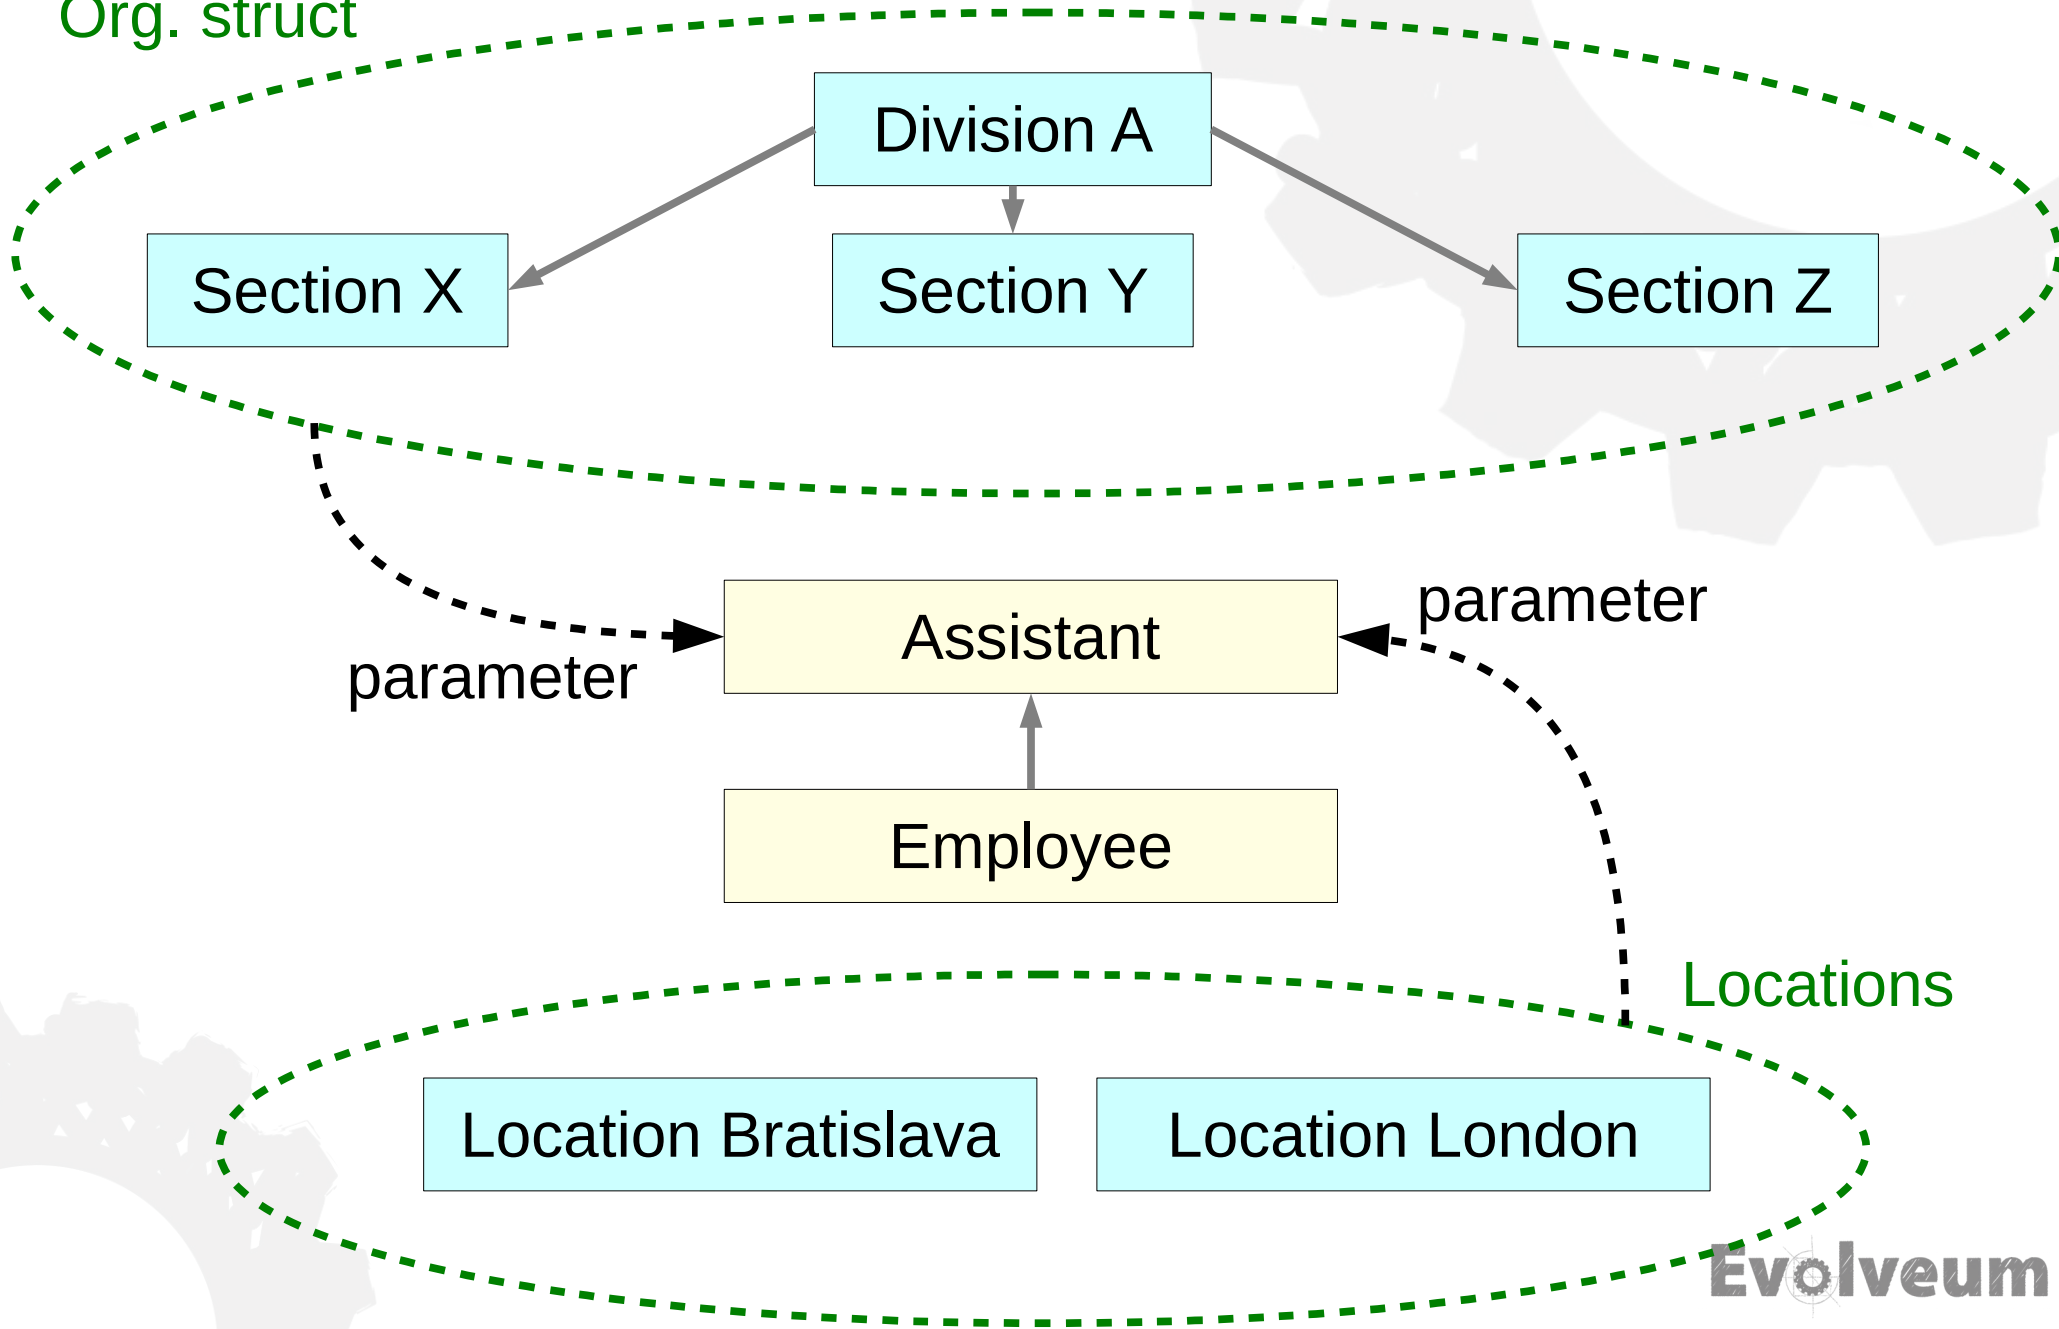 Org. struct
Division A
Section X
Section Y
Section Z
parameter
Assistant
parameter
Employee
Locations
Location Bratislava
Location London
Evolveum